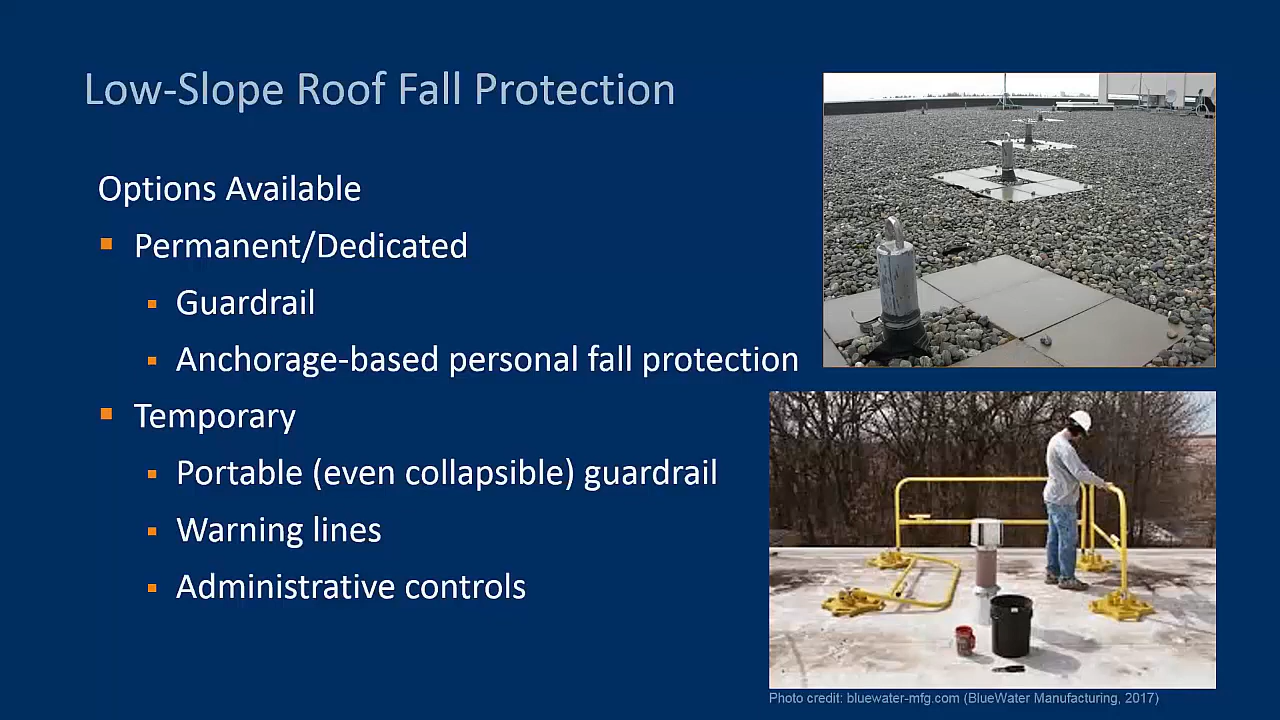 Low-Slope Roof Fall Protection
Options Available
Permanent/Dedicated
Guardrail
Anchorage-based personal fall protection
Temporary
Portable (even collapsible) guardrail
Warning lines
Administrative controls
Photo credit: bluewater-mfg.com (BlueWater Manufacturing, 2017)